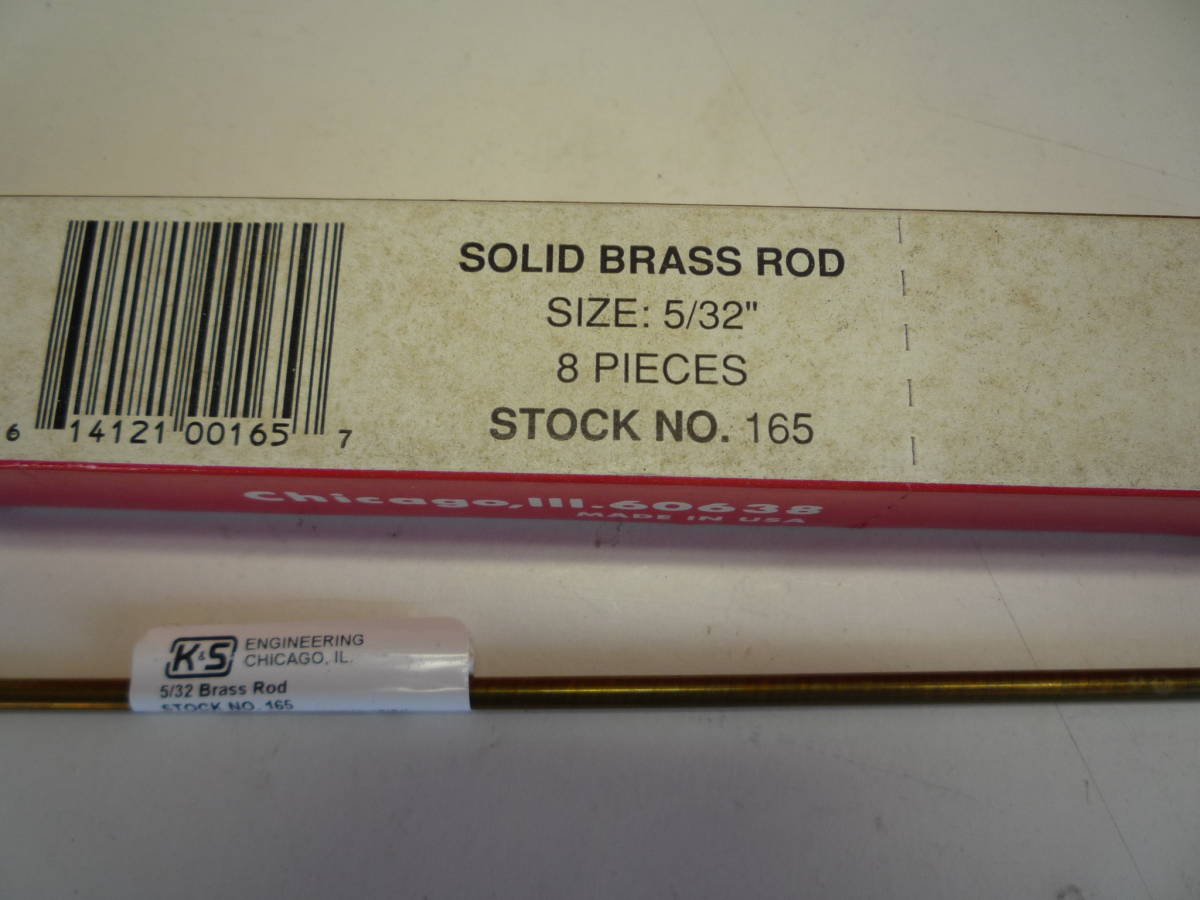 SOLID BRASS ROD
SIZE: 5/32"
8 PIECES
STOCK NO. 165
6 14121 00165 7
Chicago, Ill. 60638
MADE IN USA
K&S ENGINEERING
CHICAGO, IL.
5/32 Brass Rod
STOCK NO. 165